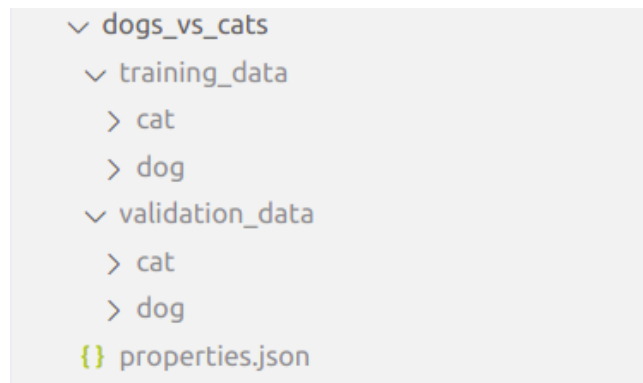 dogs_vs_cats
training_data
cat
dog
validation_data
cat
dog
{} properties.json